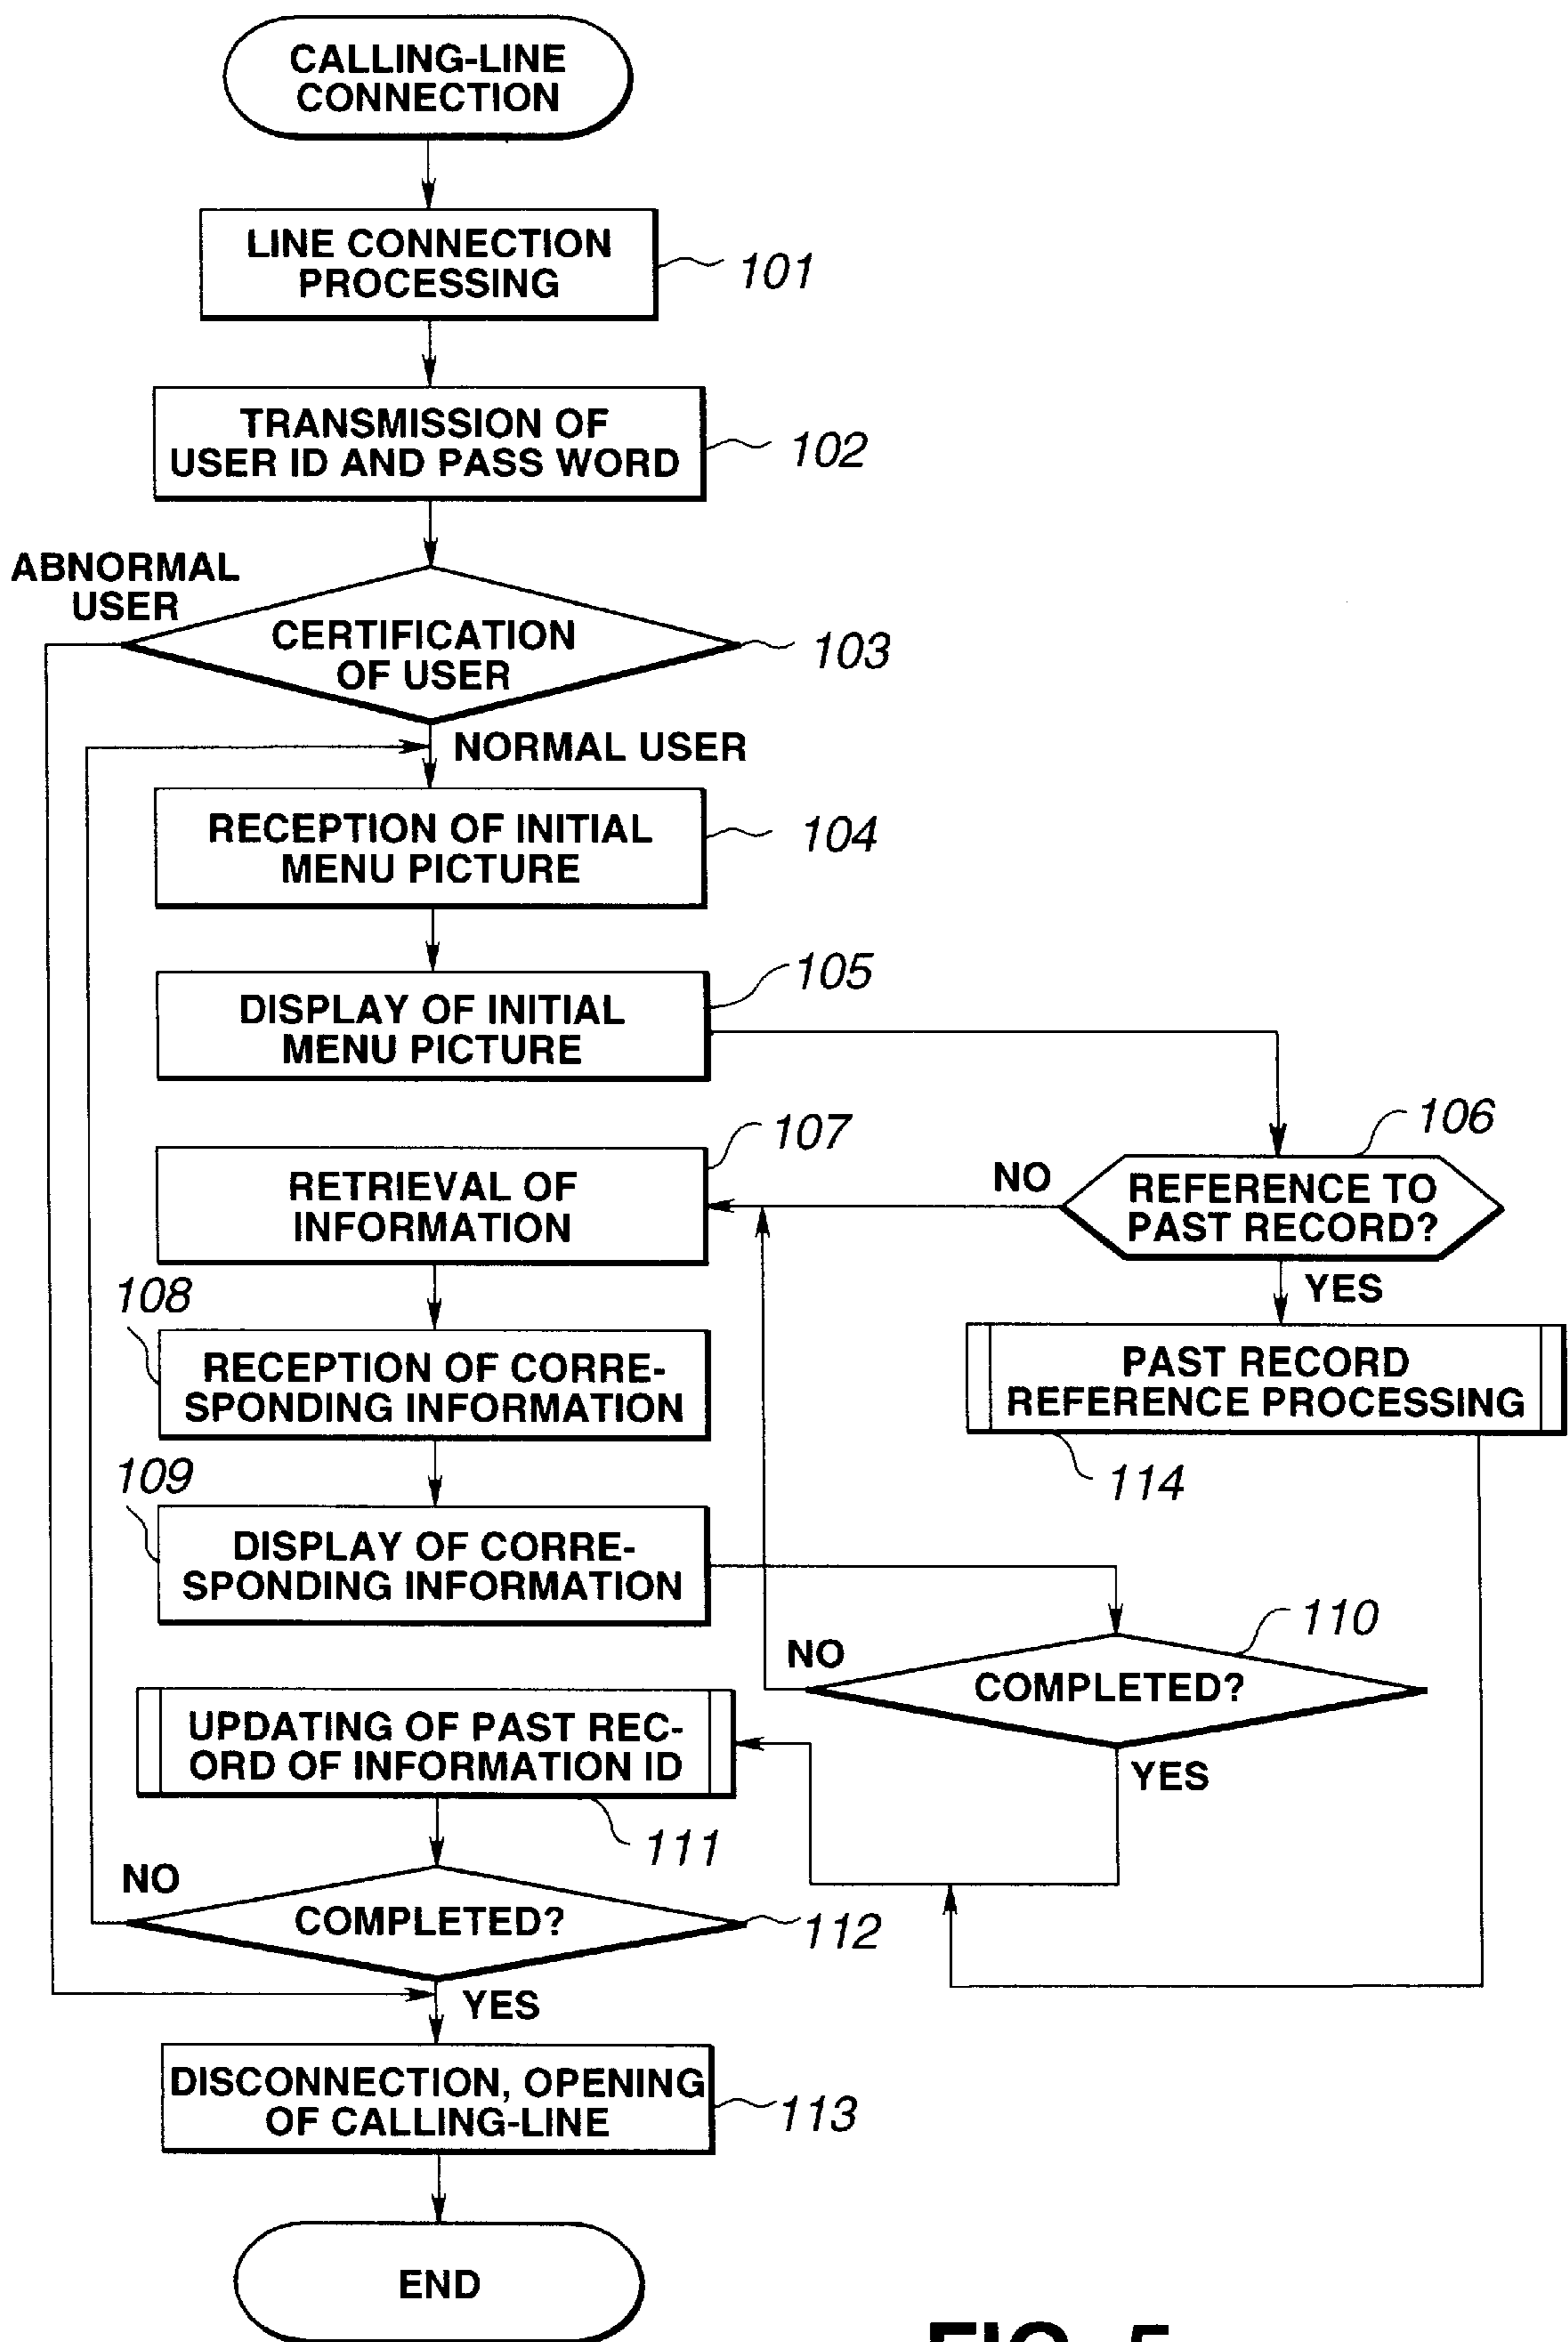 CALLING-LINE
CONNECTION
LINE CONNECTION
PROCESSING
101
TRANSMISSION OF
USER ID AND PASS WORD
102
ABNORMAL
USER
CERTIFICATION
OF USER
103
NORMAL USER
RECEPTION OF INITIAL
MENU PICTURE
104
DISPLAY OF INITIAL
MENU PICTURE
105
106
REFERENCE TO
PAST RECORD?
NO
YES
107
RETRIEVAL OF
INFORMATION
PAST RECORD
REFERENCE PROCESSING
114
108
RECEPTION OF CORRE-
SPONDING INFORMATION
109
DISPLAY OF CORRE-
SPONDING INFORMATION
110
COMPLETED?
NO
YES
UPDATING OF PAST REC-
ORD OF INFORMATION ID
111
NO
COMPLETED?
112
YES
DISCONNECTION, OPENING
OF CALLING-LINE
113
END
FIG. 5